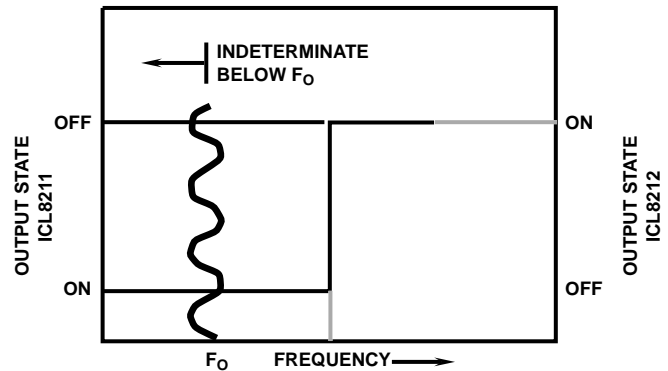 INDETERMINATE
BELOW FO
OFF
ON
OUTPUT STATE
ICL8211
OUTPUT STATE
ICL8212
ON
OFF
FO
FREQUENCY